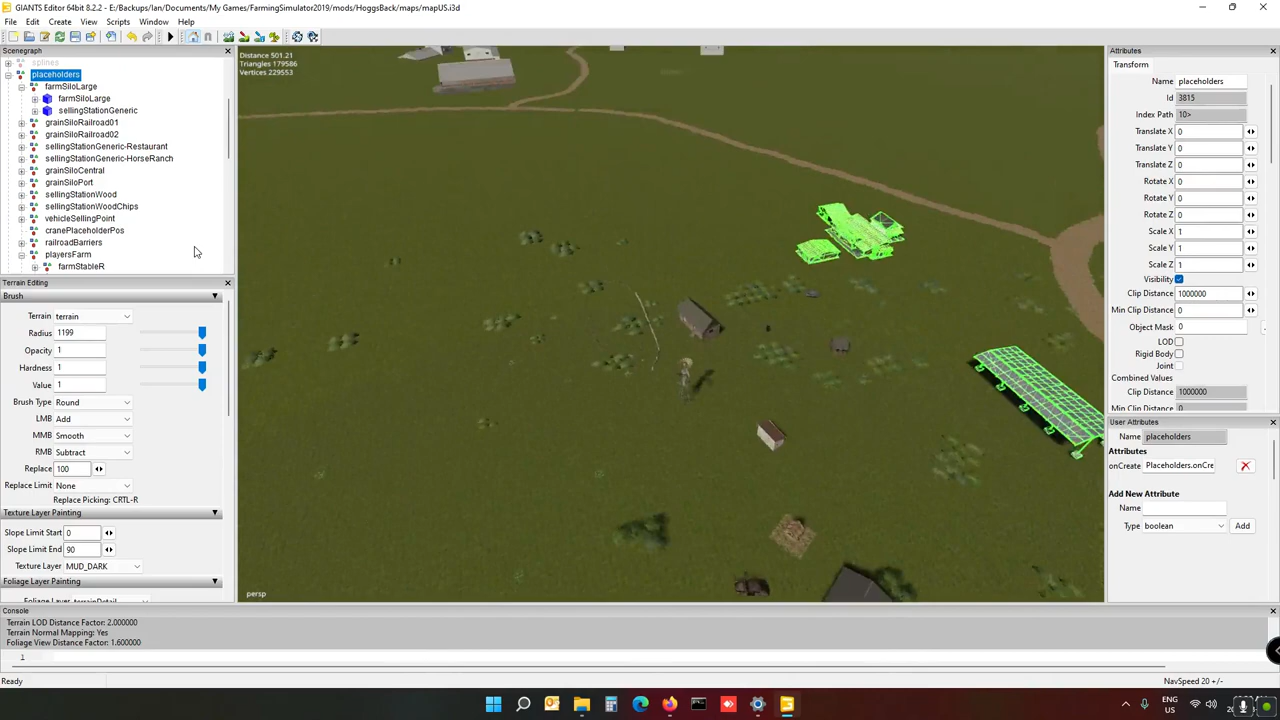 GIANTS Editor 64bit 8.2.2 - E:/Backups/Ian/Documents/My Games/FarmingSimulator2019/mods/HoggsBack/maps/mapUS.i3d
File Edit Create View Scripts Window Help
Scenegraph
splines
placeholders
farmSiloLarge
farmSiloLarge
sellingStationGeneric
grainSiloRailroad01
grainSiloRailroad02
sellingStationGeneric-Restaurant
sellingStationGeneric-HorseRanch
grainSiloCentral
grainSiloPort
sellingStationWood
sellingStationWoodChips
vehicleSellingPoint
cranePlaceholderPos
railroadBarriers
playersFarm
farmStableR
Terrain Editing
Brush
Terrain terrain
Radius 1199
Opacity 1
Hardness 1
Value 1
Brush Type Round
LMB Add
MMB Smooth
RMB Subtract
Replace 100
Replace Limit None
Replace Picking: CRTL-R
Texture Layer Painting
Slope Limit Start 0
Slope Limit End 90
Texture Layer MUD_DARK
Foliage Layer Painting
Foliage Layer terrainDetail
Distance 501.21
Triangles 179586
Vertices 229553
persp
Attributes
Transform
Name placeholders
Id 3815
Index Path 10>
Translate X 0
Translate Y 0
Translate Z 0
Rotate X 0
Rotate Y 0
Rotate Z 0
Scale X 1
Scale Y 1
Scale Z 1
Visibility
Clip Distance 1000000
Min Clip Distance 0
Object Mask 0
LOD
Rigid Body
Joint
Combined Values
Clip Distance 1000000
Min Clip Distance 0
User Attributes
Name placeholders
Attributes
onCreate Placeholders.onCre
Add New Attribute
Name
Type boolean Add
Console
Terrain LOD Distance Factor: 2.000000
Terrain Normal Mapping: Yes
Foliage View Distance Factor: 1.600000
1
Ready
NavSpeed 20 +/-
ENG
US